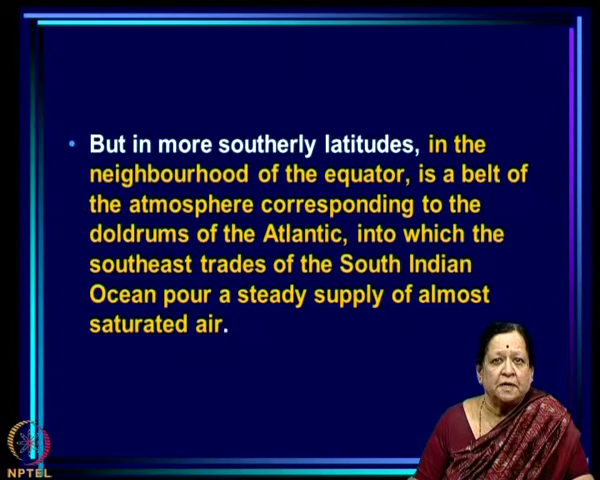 • But in more southerly latitudes, in the
neighbourhood of the equator, is a belt of
the atmosphere corresponding to the
doldrums of the Atlantic, into which the
southeast trades of the South Indian
Ocean pour a steady supply of almost
saturated air.
NPTEL